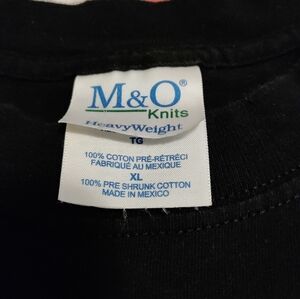 M&O®
Knits
HeavyWeight
TG
100% COTON PRÉ-RÉTRÉCI
FABRIQUÉ AU MEXIQUE
XL
100% PRE SHRUNK COTTON
MADE IN MEXICO